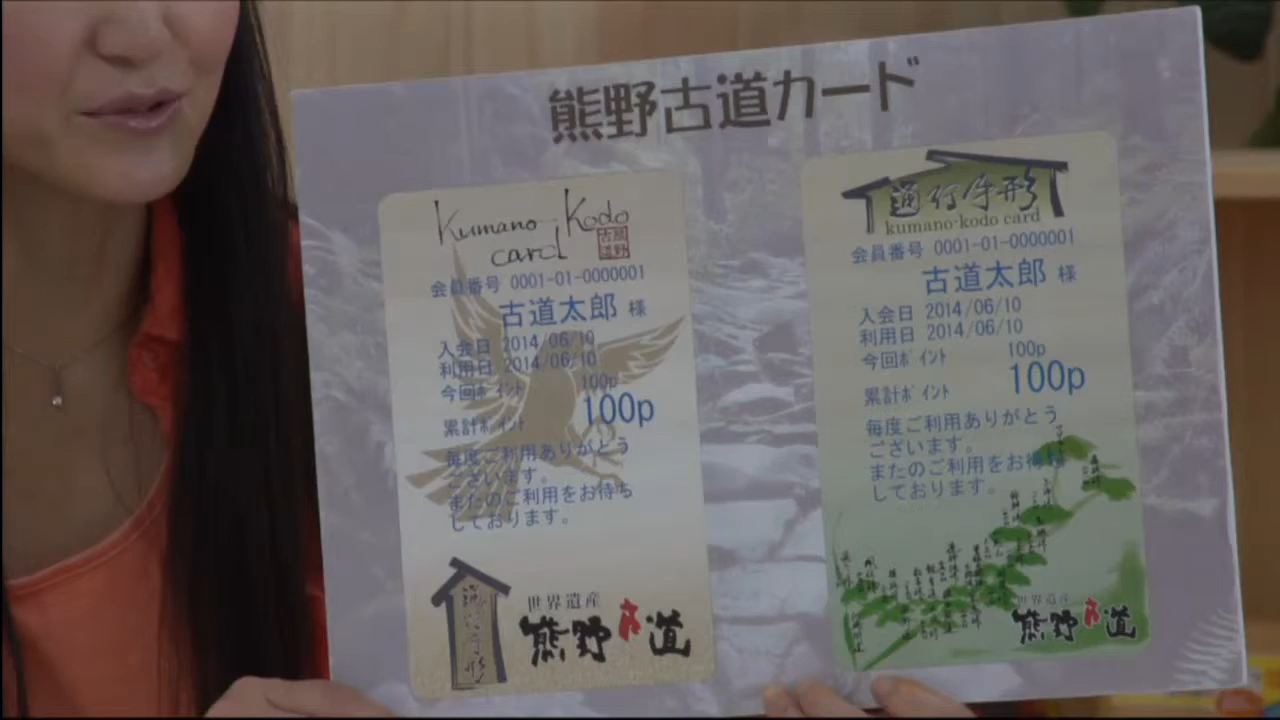 熊野古道カード
Kumano Kodo
card
熊野
古道
会員番号 0001-01-0000001
古道太郎 様
入会日 2014/06/10
利用日 2014/06/10
今回ﾎﾟｲﾝﾄ 100p
累計ﾎﾟｲﾝﾄ 100p
毎度ご利用ありがとう
ございます。
またのご利用をお待ち
しております。
通行手形
世界遺産
熊野古道
通行手形
kumano-kodo card
会員番号 0001-01-0000001
古道太郎 様
入会日 2014/06/10
利用日 2014/06/10
今回ﾎﾟｲﾝﾄ 100p
累計ﾎﾟｲﾝﾄ 100p
毎度ご利用ありがとう
ございます。
またのご利用をお待ち
しております。
世界遺産
熊野古道